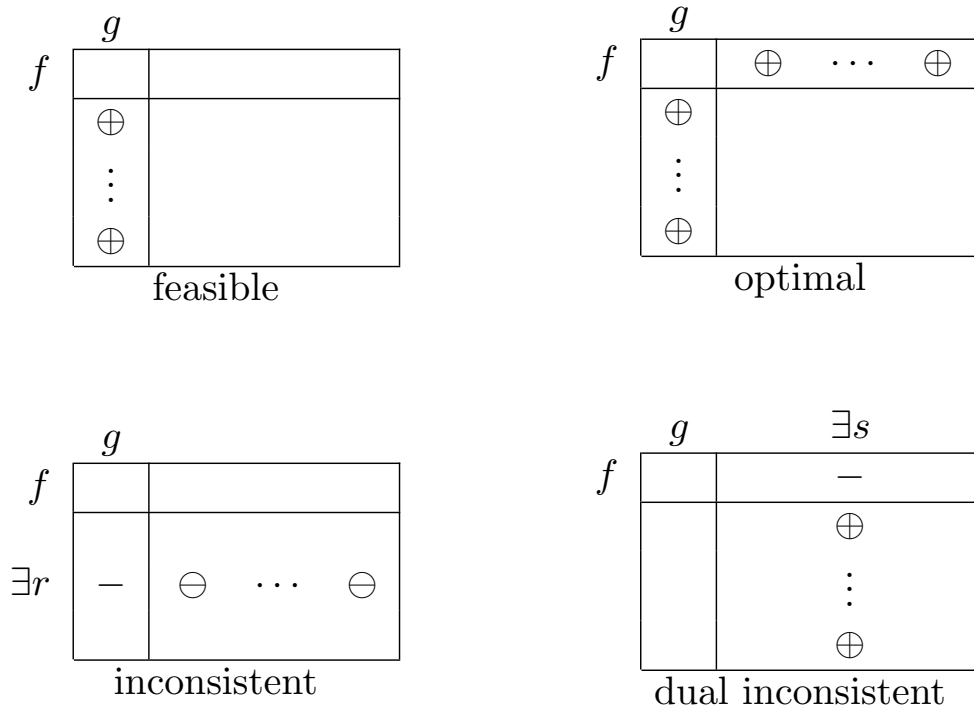 g
f
⊕
⋮
⊕
feasible
g
f ⊕ ⋯ ⊕
⊕
⋮
⊕
optimal
g
f
∃r − ⊖ ⋯ ⊖
inconsistent
g ∃s
f −
⊕
⋮
⊕
dual inconsistent